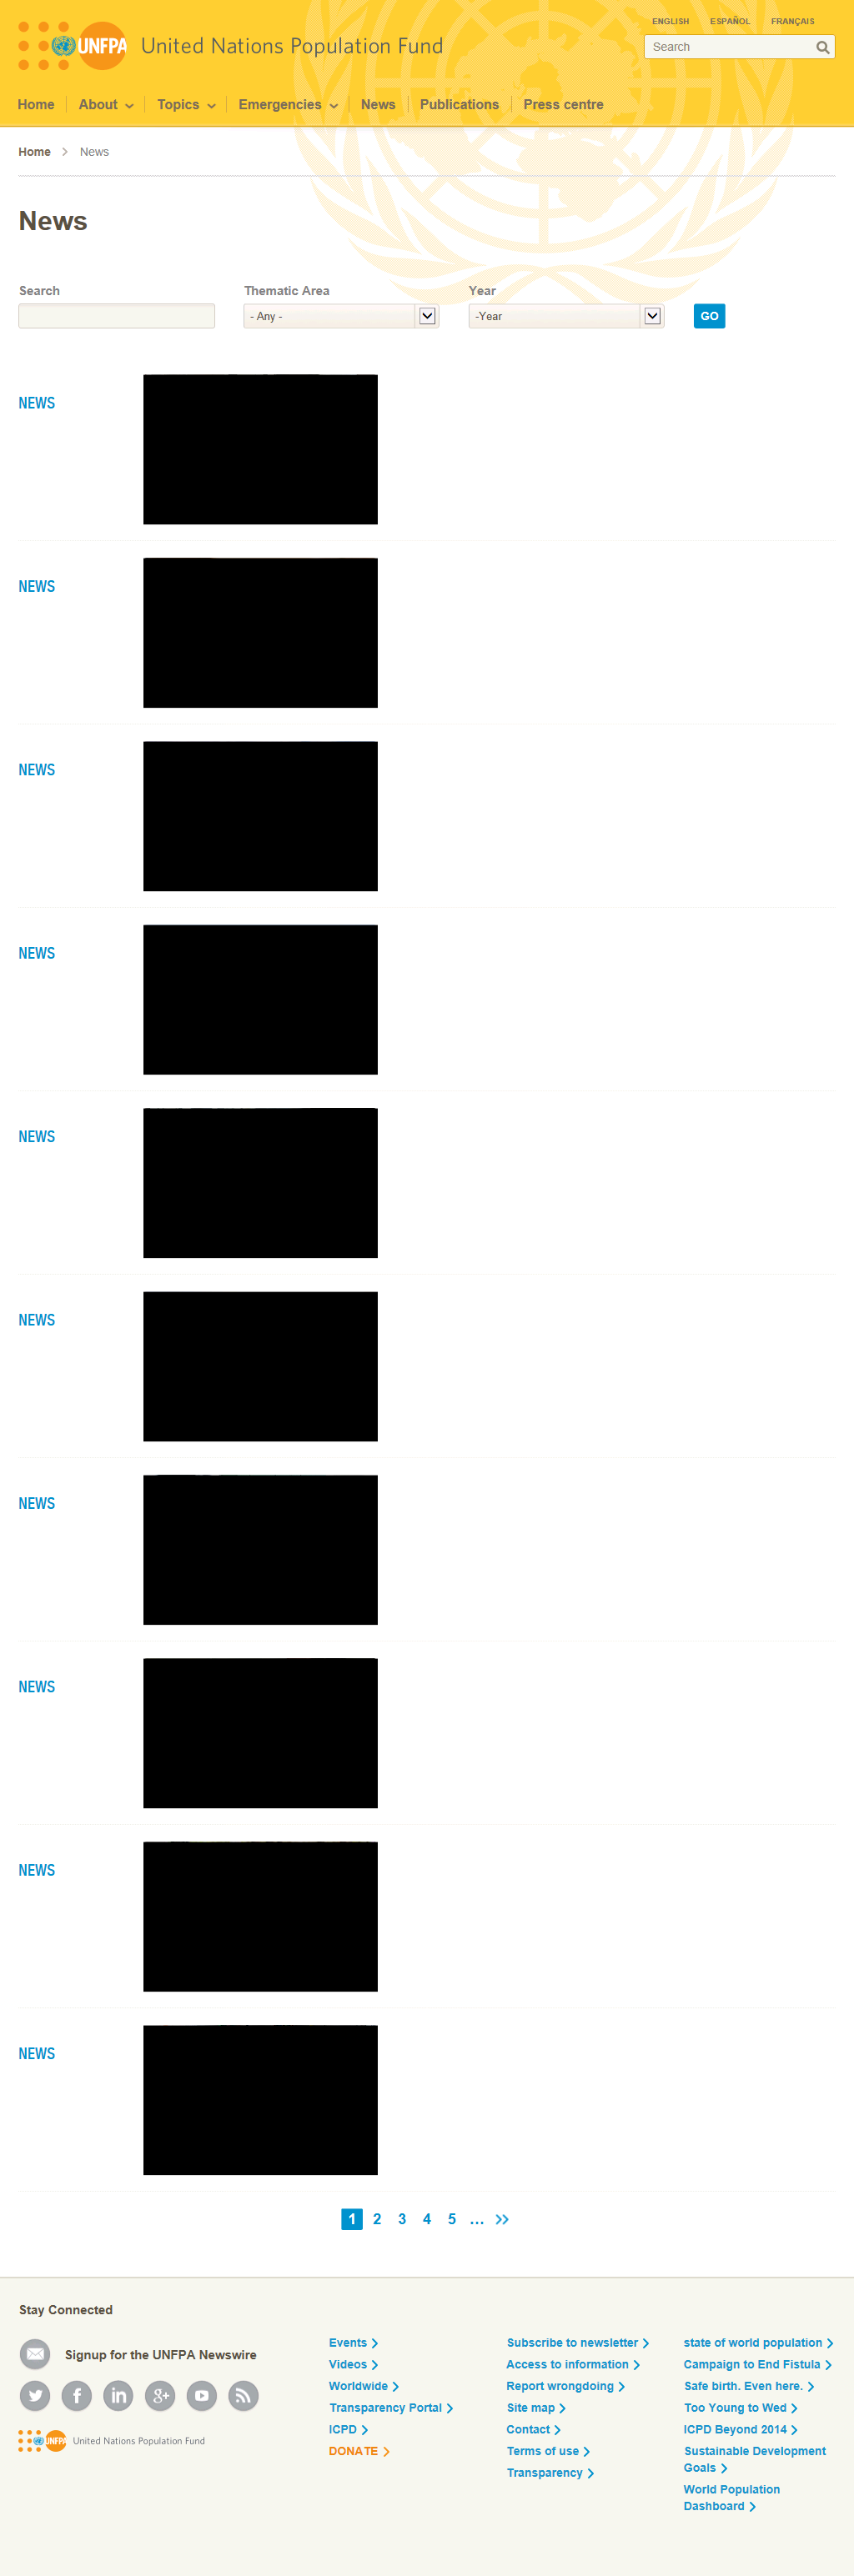 ENGLISH ESPAÑOL FRANÇAIS
UNFPA United Nations Population Fund
Search
Home About Topics Emergencies News Publications Press centre
Home News
News
Search Thematic Area Year
- Any - -Year GO
NEWS
NEWS
NEWS
NEWS
NEWS
NEWS
NEWS
NEWS
NEWS
NEWS
1 2 3 4 5 ... >>
Stay Connected
Signup for the UNFPA Newswire
in g+
UNFPA United Nations Population Fund
Events
Videos
Worldwide
Transparency Portal
ICPD
DONATE
Subscribe to newsletter
Access to information
Report wrongdoing
Site map
Contact
Terms of use
Transparency
state of world population
Campaign to End Fistula
Safe birth. Even here.
Too Young to Wed
ICPD Beyond 2014
Sustainable Development
Goals
World Population
Dashboard